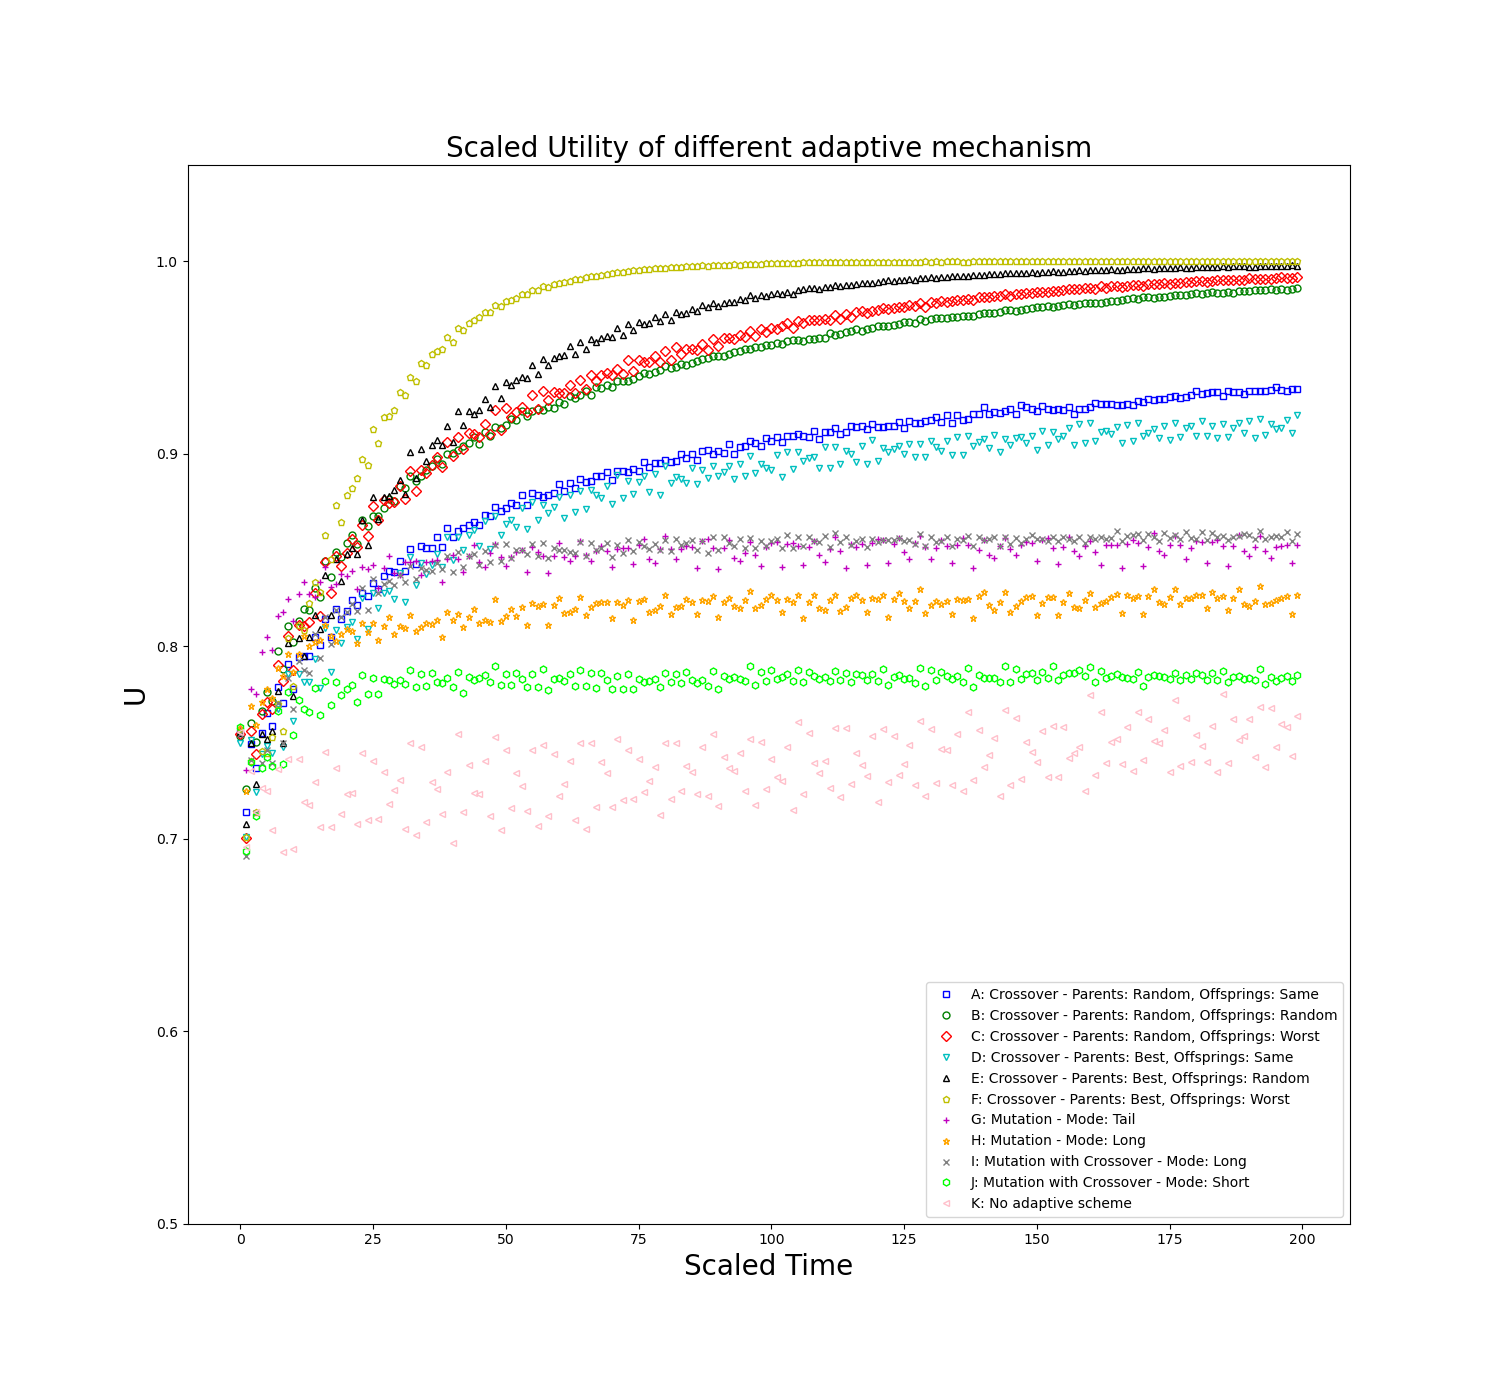 Scaled Utility of different adaptive mechanism
U
1.0
0.9
0.8
0.7
0.6
0.5
A: Crossover - Parents: Random, Offsprings: Same
B: Crossover - Parents: Random, Offsprings: Random
C: Crossover - Parents: Random, Offsprings: Worst
D: Crossover - Parents: Best, Offsprings: Same
E: Crossover - Parents: Best, Offsprings: Random
F: Crossover - Parents: Best, Offsprings: Worst
G: Mutation - Mode: Tail
H: Mutation - Mode: Long
I: Mutation with Crossover - Mode: Long
J: Mutation with Crossover - Mode: Short
K: No adaptive scheme
0 25 50 75 100 125 150 175 200
Scaled Time